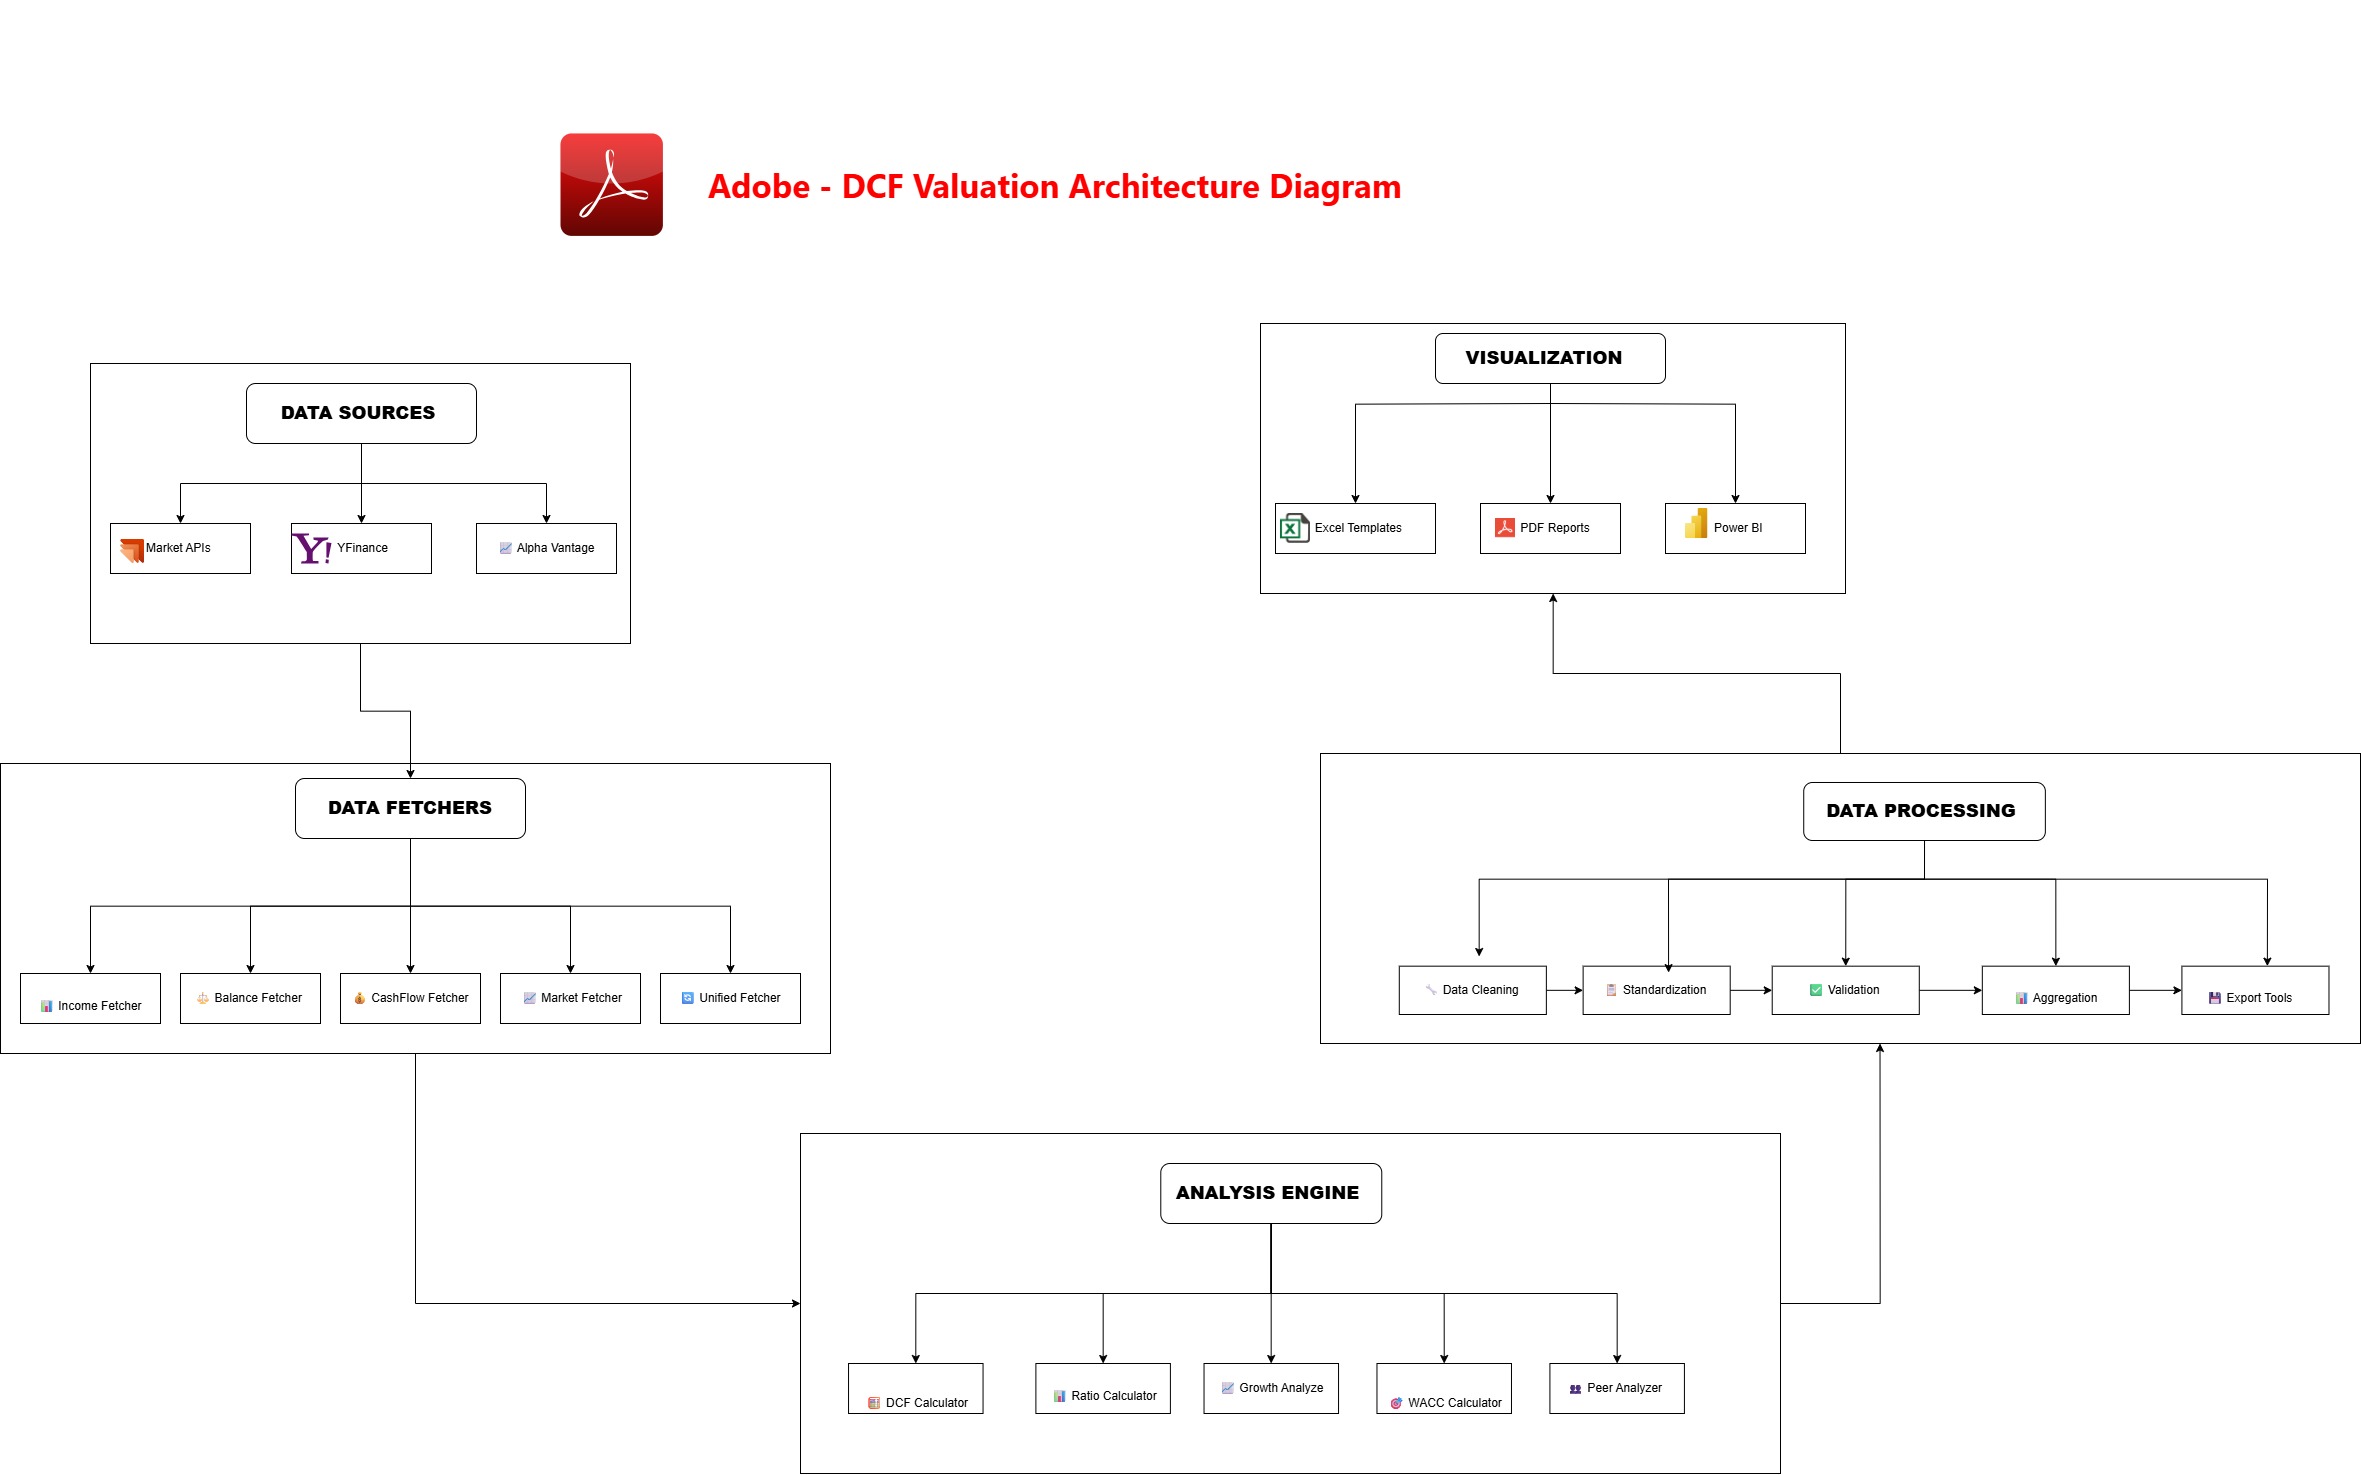 Adobe - DCF Valuation Architecture Diagram
DATA SOURCES
Market APIs
Y! YFinance
Alpha Vantage
VISUALIZATION
Excel Templates
PDF Reports
Power BI
DATA FETCHERS
Income Fetcher
Balance Fetcher
CashFlow Fetcher
Market Fetcher
Unified Fetcher
DATA PROCESSING
Data Cleaning
Standardization
Validation
Aggregation
Export Tools
ANALYSIS ENGINE
DCF Calculator
Ratio Calculator
Growth Analyze
WACC Calculator
Peer Analyzer